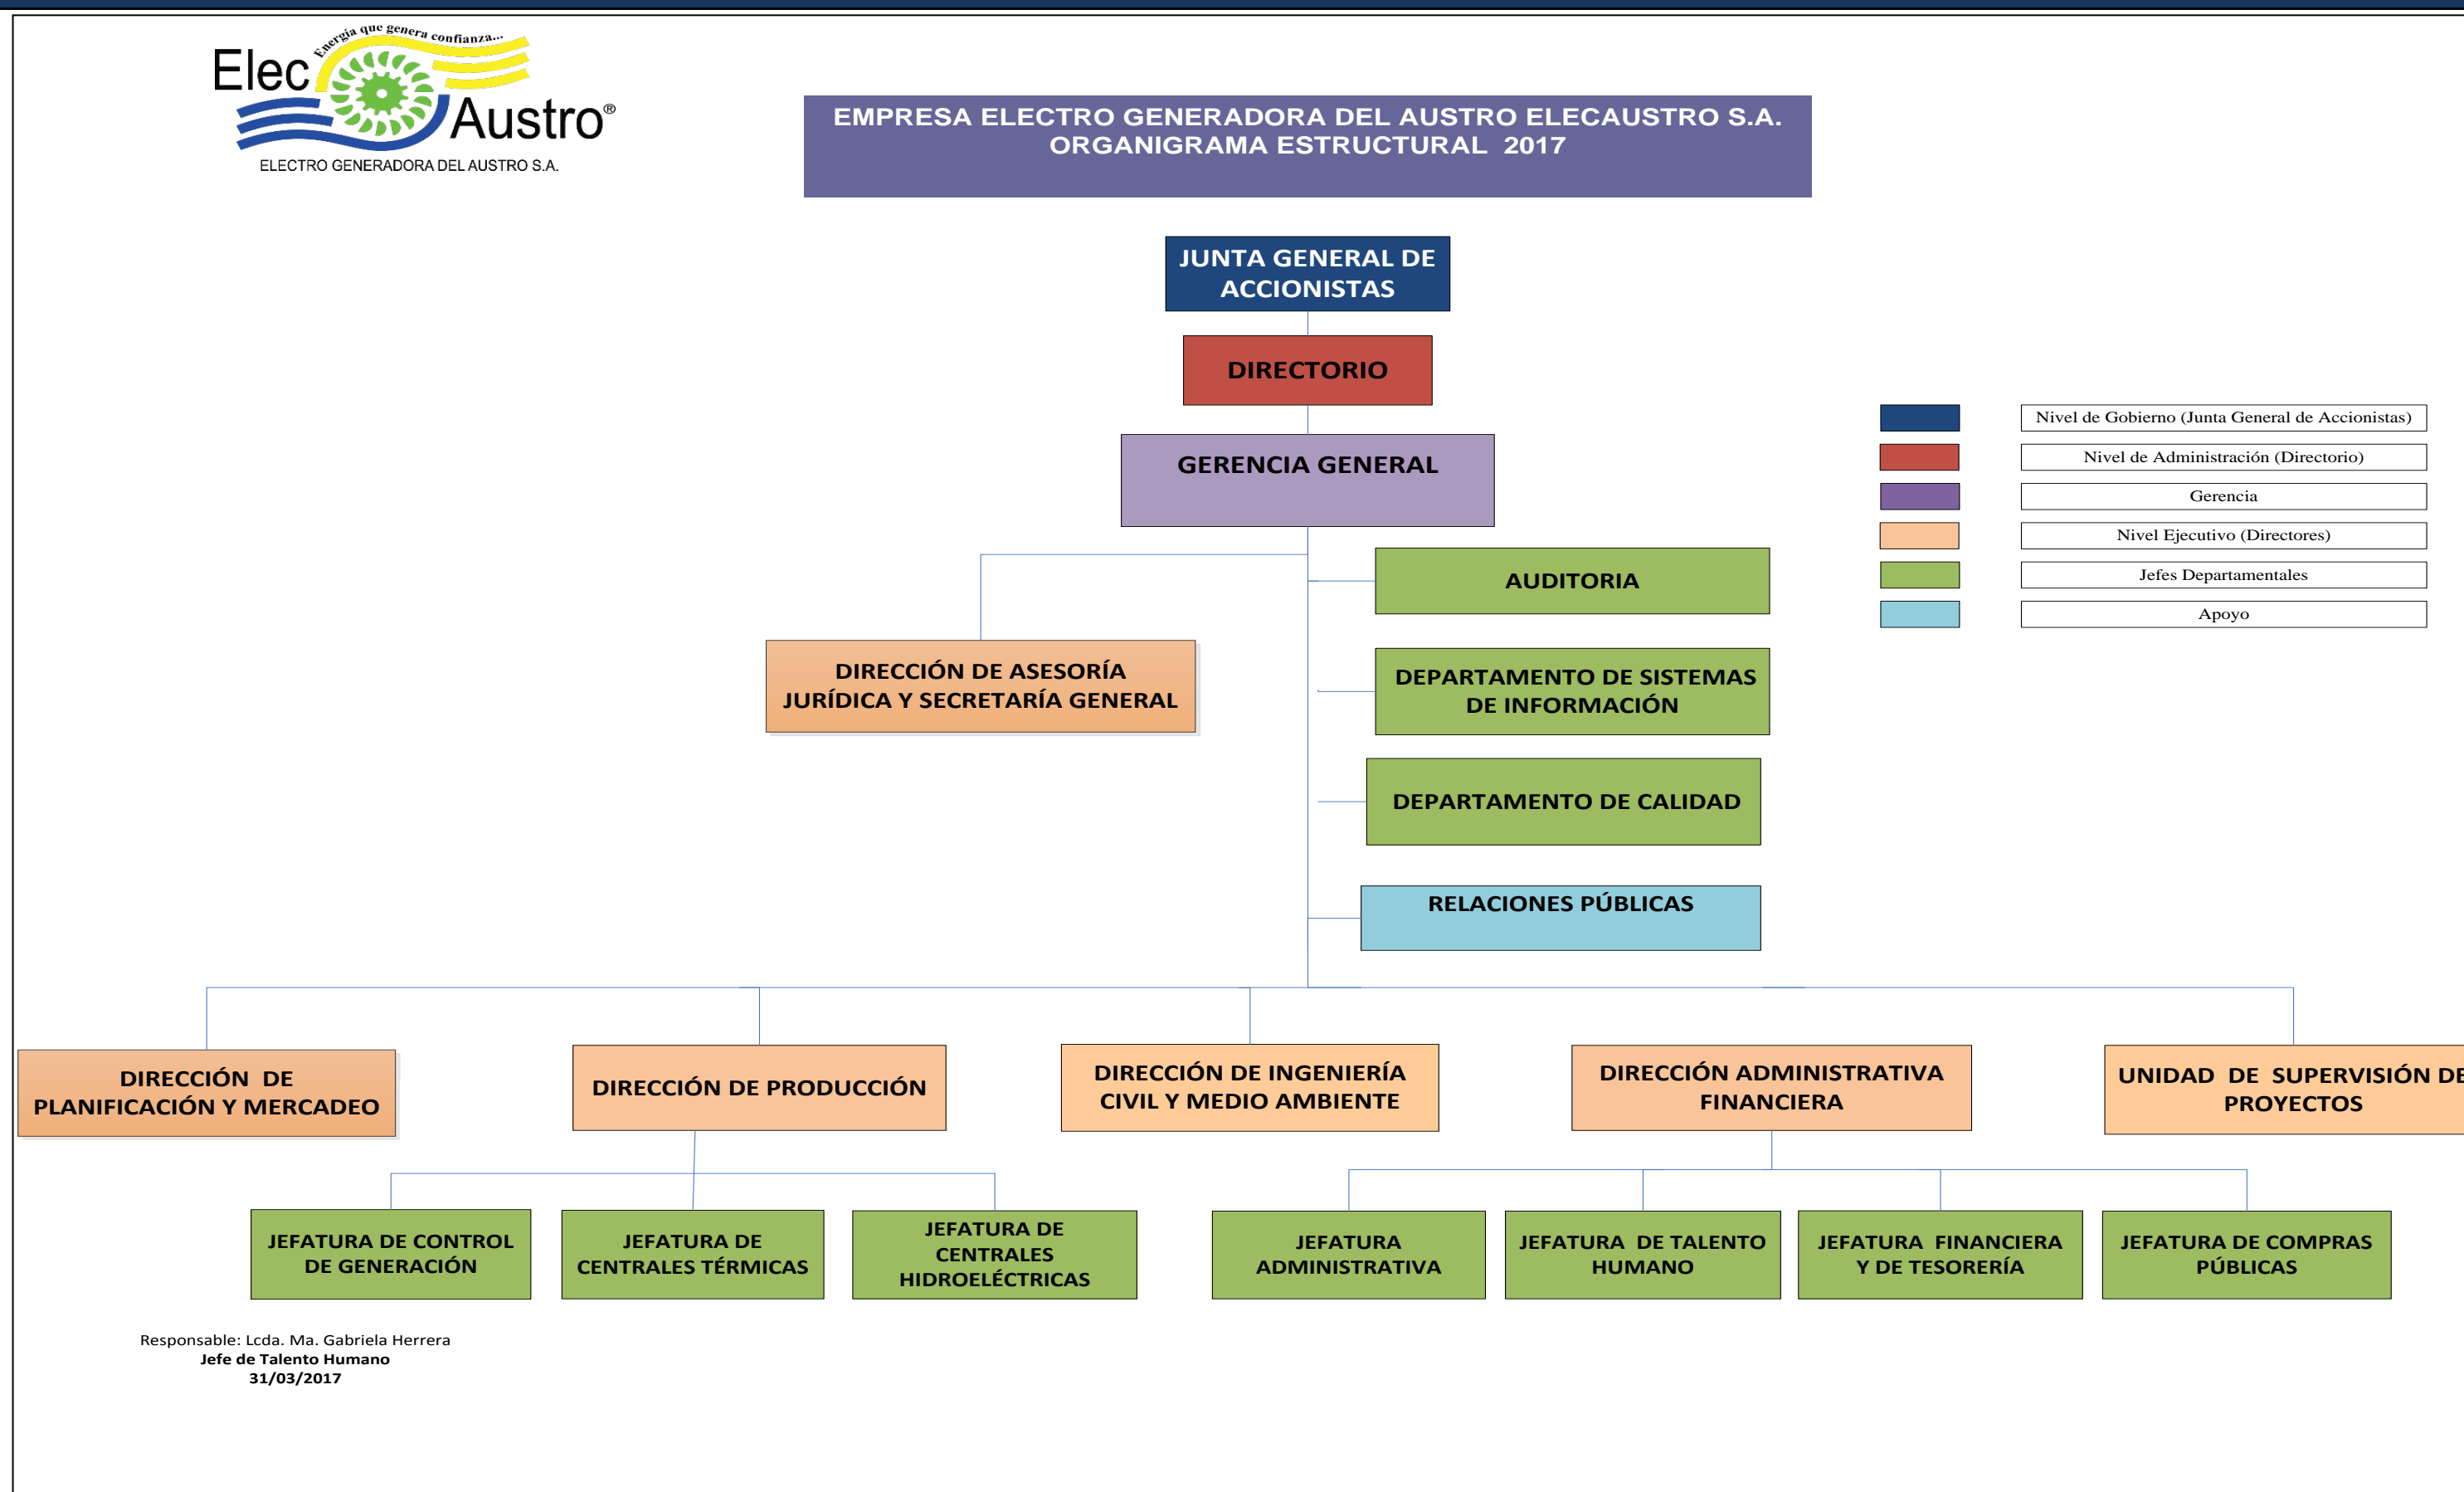 Energía que genera confianza...
Elec
Austro®
ELECTRO GENERADORA DEL AUSTRO S.A.
EMPRESA ELECTRO GENERADORA DEL AUSTRO ELECAUSTRO S.A.
ORGANIGRAMA ESTRUCTURAL 2017
JUNTA GENERAL DE
ACCIONISTAS
DIRECTORIO
GERENCIA GENERAL
Nivel de Gobierno (Junta General de Accionistas)
Nivel de Administración (Directorio)
Gerencia
Nivel Ejecutivo (Directores)
Jefes Departamentales
Apoyo
AUDITORIA
DIRECCIÓN DE ASESORÍA
JURÍDICA Y SECRETARÍA GENERAL
DEPARTAMENTO DE SISTEMAS
DE INFORMACIÓN
DEPARTAMENTO DE CALIDAD
RELACIONES PÚBLICAS
DIRECCIÓN DE
PLANIFICACIÓN Y MERCADEO
DIRECCIÓN DE PRODUCCIÓN
DIRECCIÓN DE INGENIERÍA
CIVIL Y MEDIO AMBIENTE
DIRECCIÓN ADMINISTRATIVA
FINANCIERA
UNIDAD DE SUPERVISIÓN DE
PROYECTOS
JEFATURA DE CONTROL
DE GENERACIÓN
JEFATURA DE
CENTRALES TÉRMICAS
JEFATURA DE
CENTRALES
HIDROELÉCTRICAS
JEFATURA
ADMINISTRATIVA
JEFATURA DE TALENTO
HUMANO
JEFATURA FINANCIERA
Y DE TESORERÍA
JEFATURA DE COMPRAS
PÚBLICAS
Responsable: Lcda. Ma. Gabriela Herrera
Jefe de Talento Humano
31/03/2017